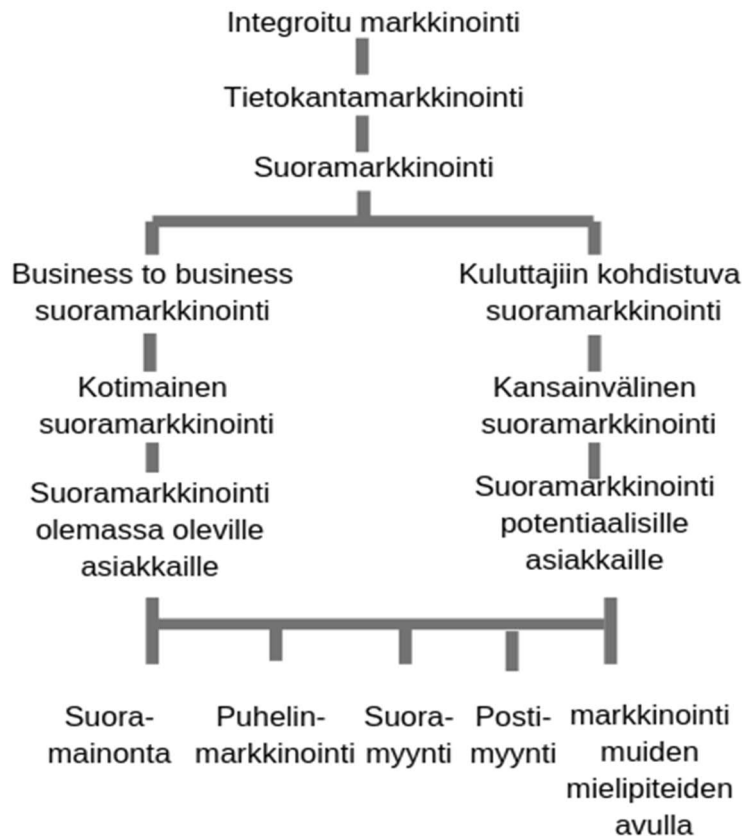 Integroitu markkinointi
Tietokantamarkkinointi
Suoramarkkinointi
Business to business
suoramarkkinointi
Kuluttajiin kohdistuva
suoramarkkinointi
Kotimainen
suoramarkkinointi
Kansainvälinen
suoramarkkinointi
Suoramarkkinointi
olemassa oleville
asiakkaille
Suoramarkkinointi
potentiaalisille
asiakkaille
Suora-
mainonta
Puhelin-
markkinointi
Suora-
myynti
Posti-
myynti
markkinointi
muiden
mielipiteiden
avulla